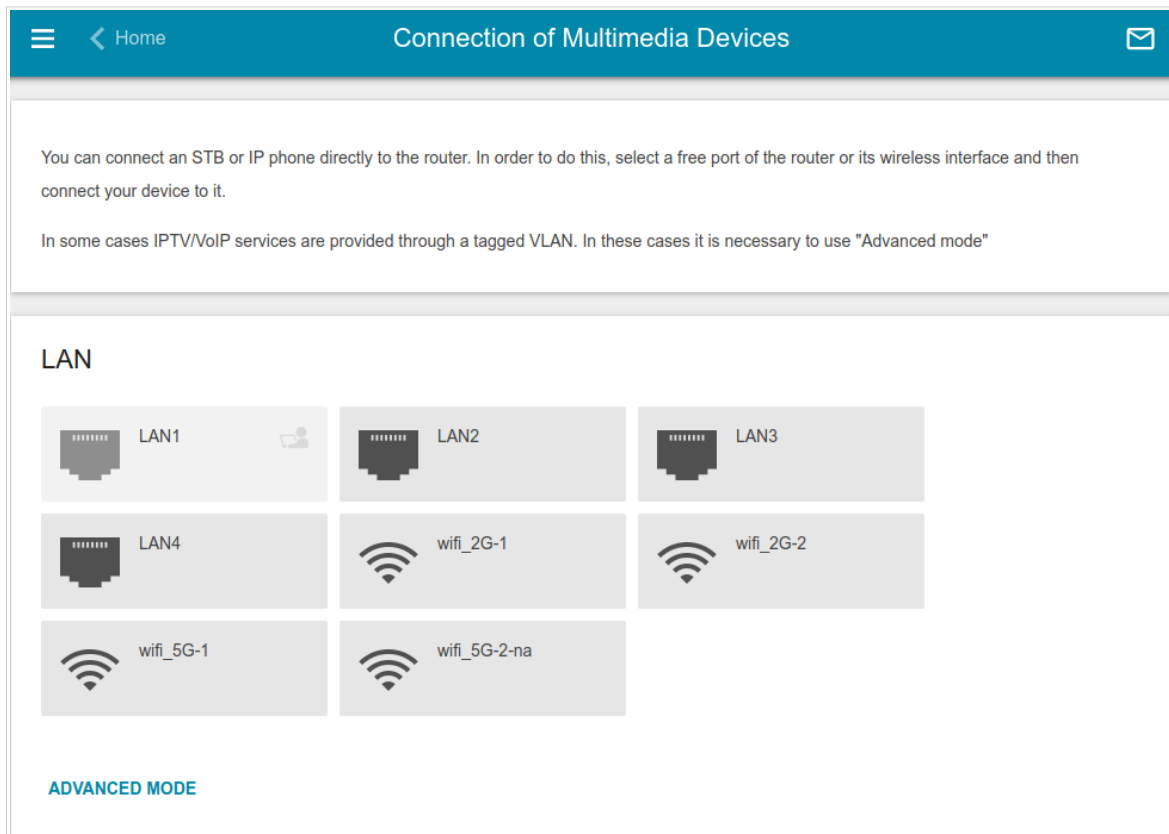 Home
Connection of Multimedia Devices
You can connect an STB or IP phone directly to the router. In order to do this, select a free port of the router or its wireless interface and then
connect your device to it.
In some cases IPTV/VoIP services are provided through a tagged VLAN. In these cases it is necessary to use "Advanced mode"
LAN
LAN1
LAN2
LAN3
LAN4
wifi_2G-1
wifi_2G-2
wifi_5G-1
wifi_5G-2-na
ADVANCED MODE